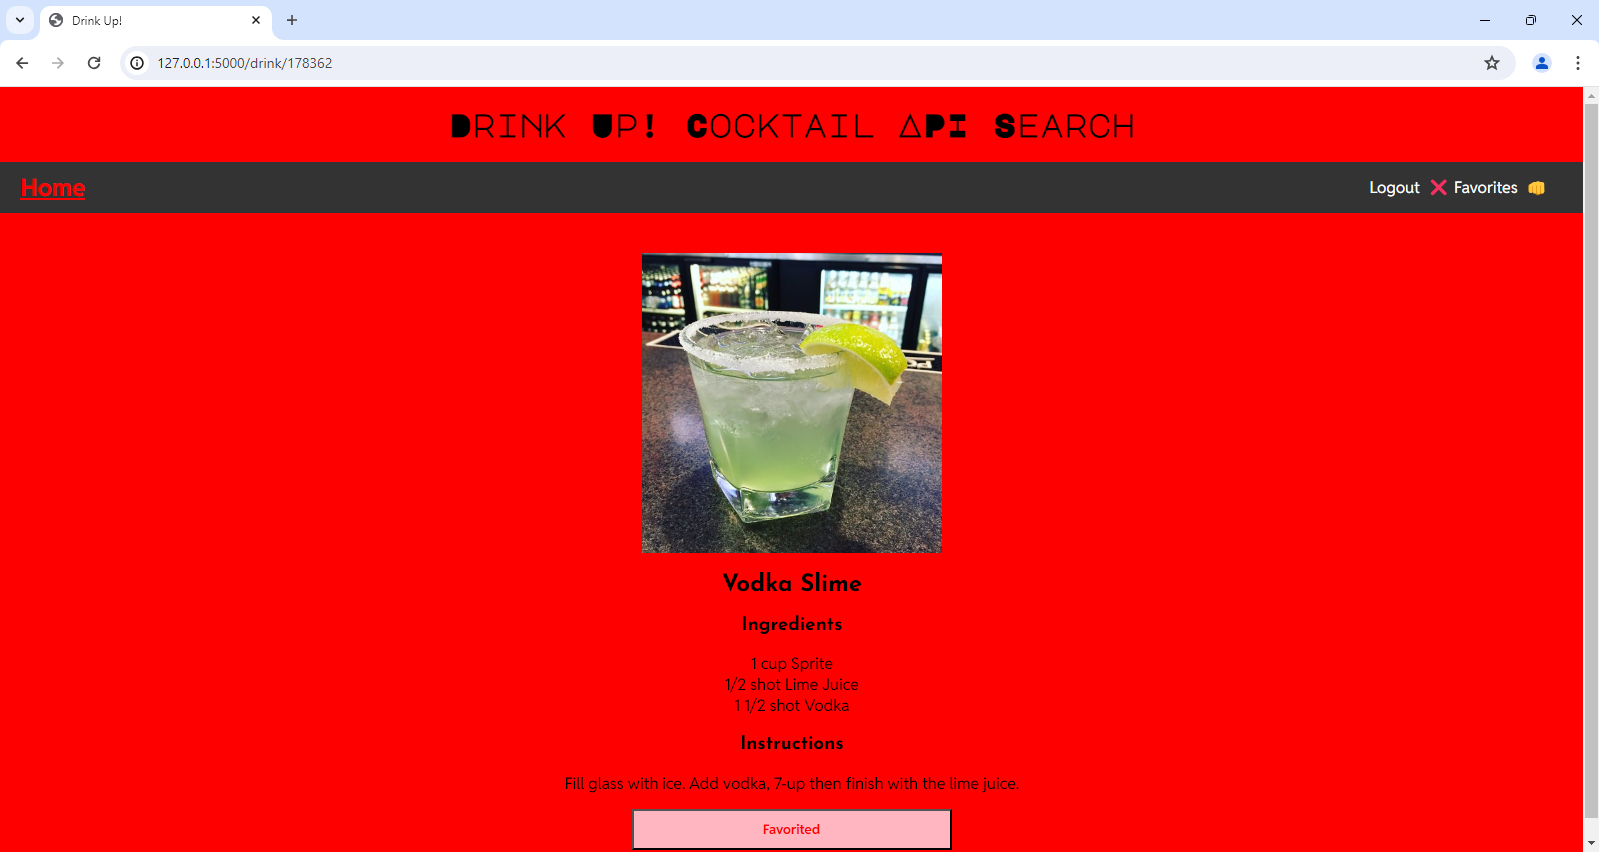 Drink Up!
127.0.0.1:5000/drink/178362
Drink Up! Cocktail API Search
Home
Logout ❌ Favorites 👊
Vodka Slime
Ingredients
1 cup Sprite
1/2 shot Lime Juice
1 1/2 shot Vodka
Instructions
Fill glass with ice. Add vodka, 7-up then finish with the lime juice.
Favorited